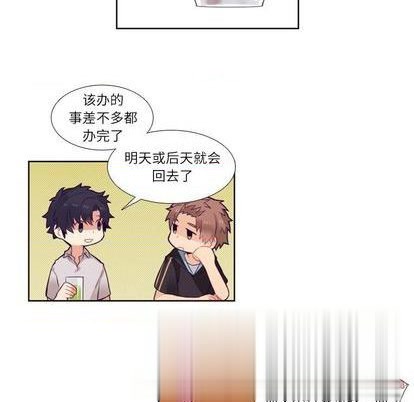 该办的
事差不多都
办完了
明天或后天就会
回去了